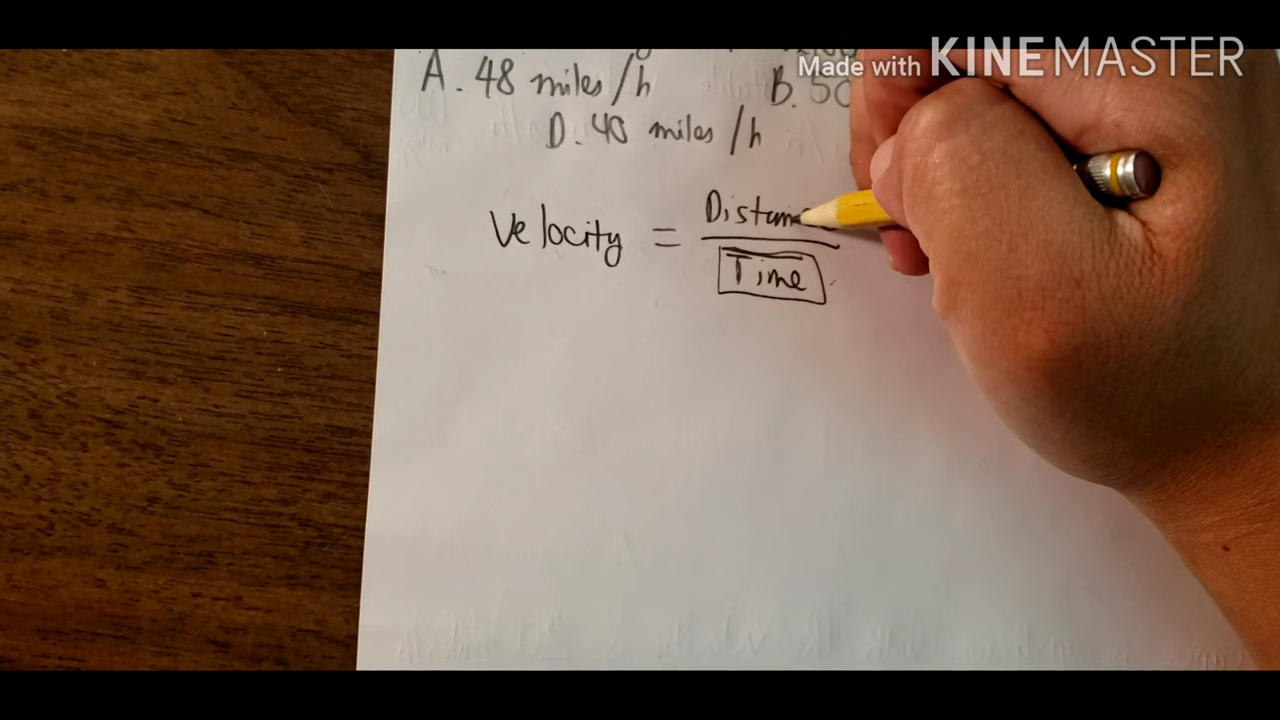 Made with KINEMASTER
A. 48 miles/h B. 50
D. 40 miles/h
Velocity = Distance
Time